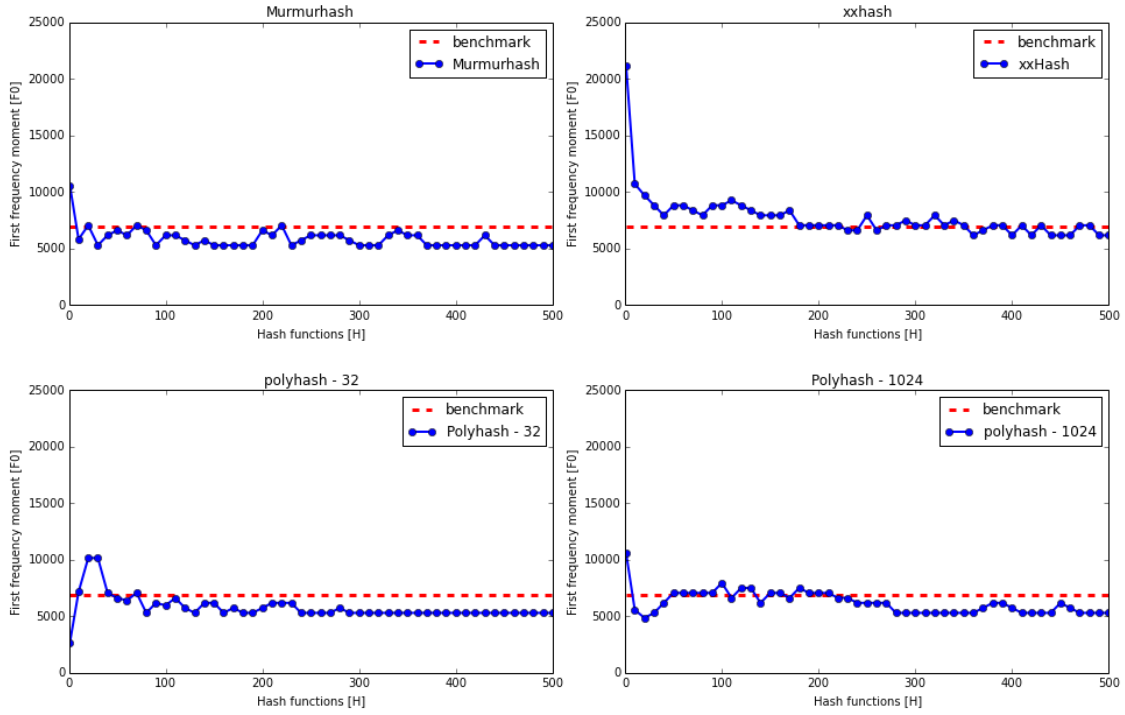 Murmurhash
25000
20000
15000
10000
5000
0
First frequency moment [F0]
benchmark
Murmurhash
0 100 200 300 400 500
Hash functions [H]
xxhash
25000
20000
15000
10000
5000
0
First frequency moment [F0]
benchmark
xxHash
0 100 200 300 400 500
Hash functions [H]
polyhash - 32
25000
20000
15000
10000
5000
0
First frequency moment [F0]
benchmark
Polyhash - 32
0 100 200 300 400 500
Hash functions [H]
Polyhash - 1024
25000
20000
15000
10000
5000
0
First frequency moment [F0]
benchmark
polyhash - 1024
0 100 200 300 400 500
Hash functions [H]